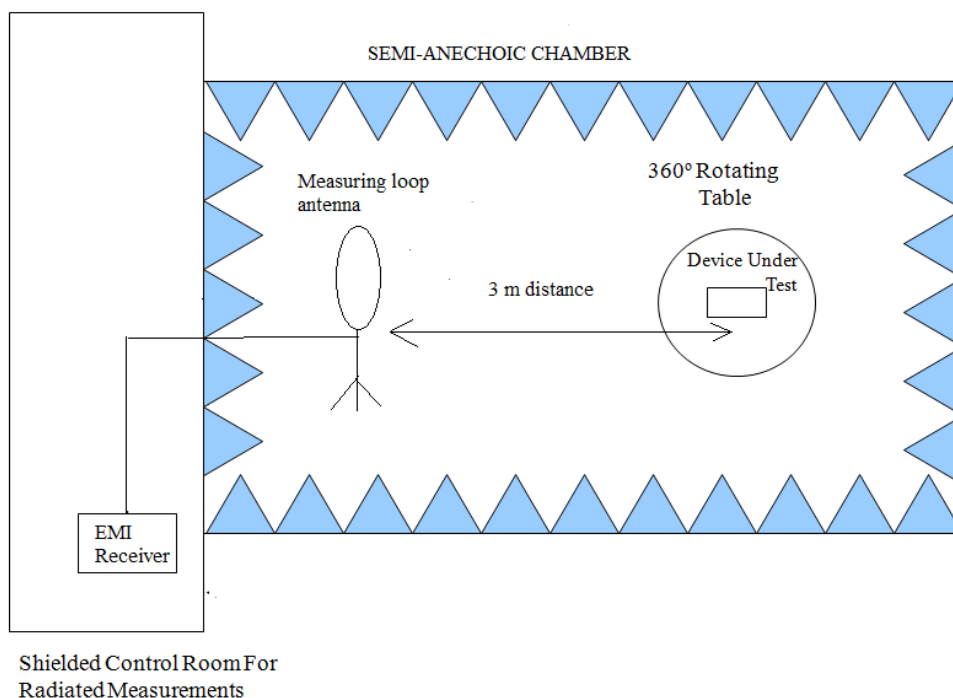 SEMI-ANECHOIC CHAMBER
Measuring loop
antenna
360º Rotating
Table
Device Under
Test
3 m distance
EMI
Receiver
Shielded Control Room For
Radiated Measurements